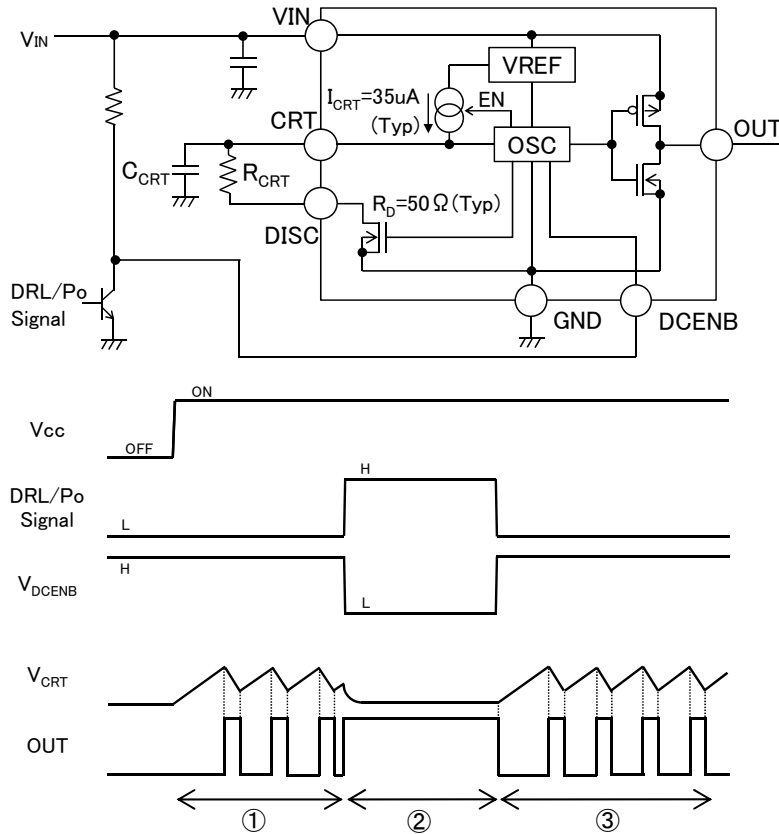 VIN
VIN
VREF
ICRT=35uA
(Typ)
EN
CRT
OSC
OUT
CCRT
RCRT
RD=50Ω(Typ)
DISC
DRL/Po
Signal
GND
DCENB
ON
Vcc
OFF
H
DRL/Po
Signal
L
H
VDCENB
L
VCRT
OUT
①
②
③